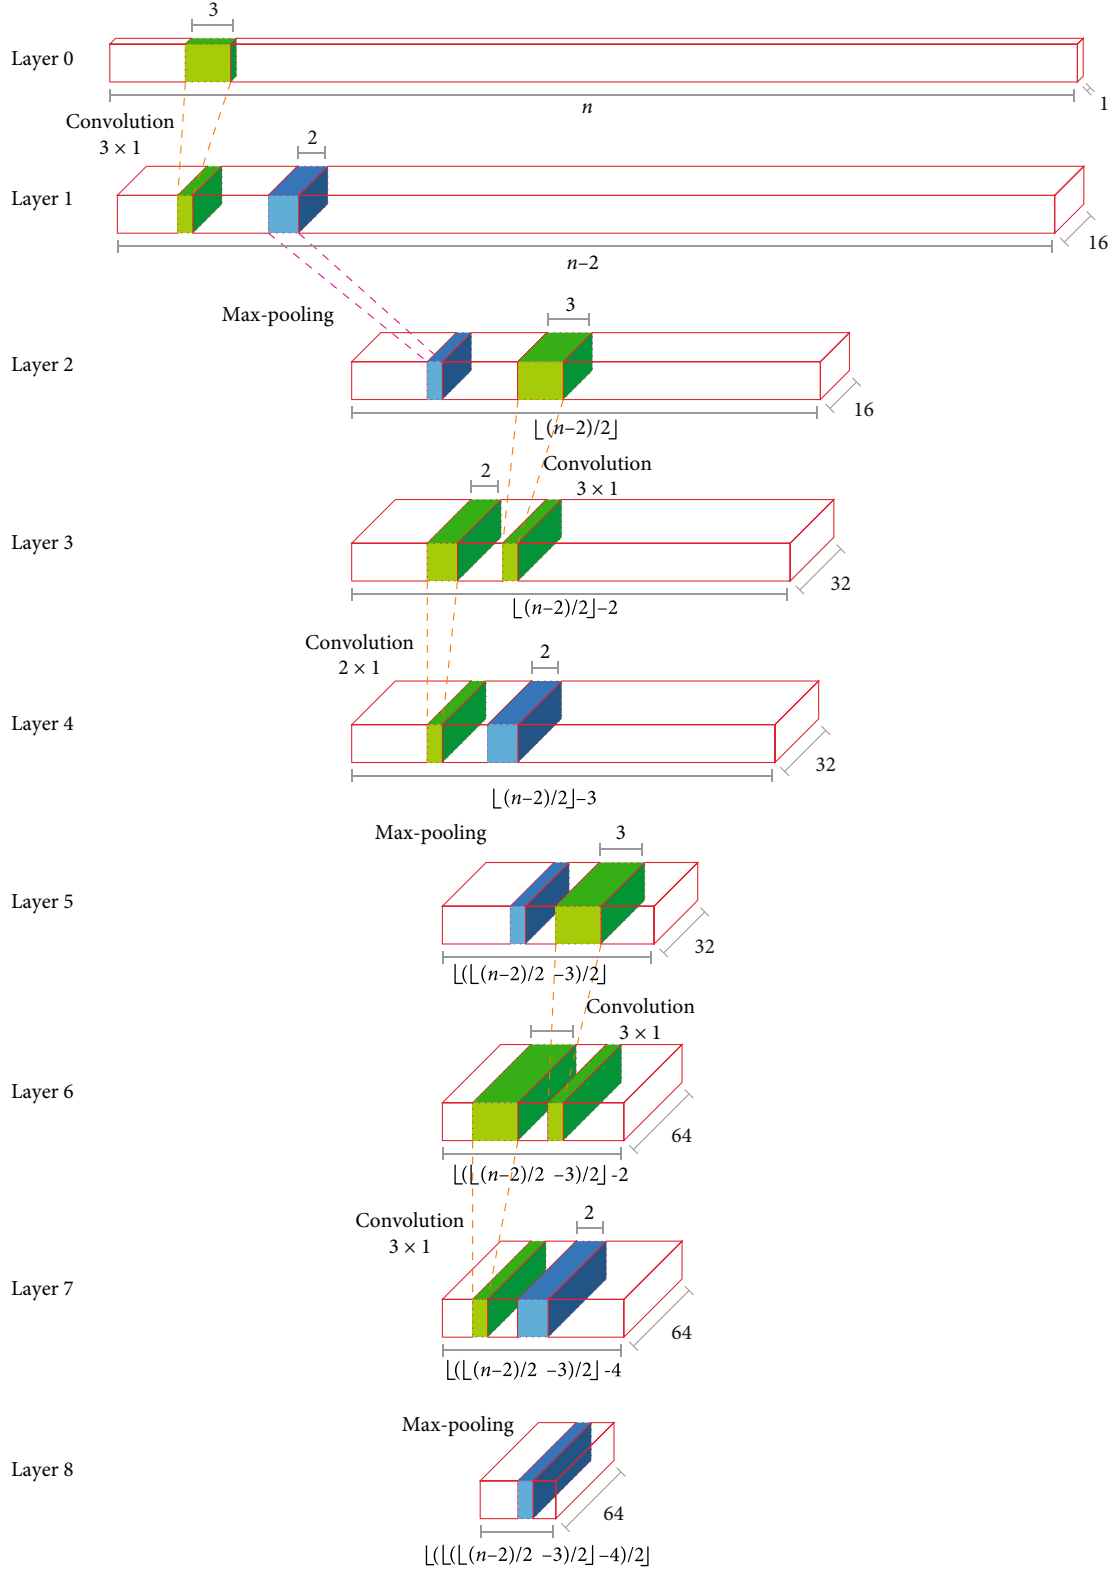 3
Layer 0
n
1
Convolution
3 × 1
2
Layer 1
16
n–2
Max-pooling
3
Layer 2
16
⌊(n–2)/2⌋
Convolution
3 × 1
2
Layer 3
32
⌊(n–2)/2⌋–2
Convolution
2 × 1
2
Layer 4
32
⌊(n–2)/2⌋–3
Max-pooling
3
Layer 5
32
⌊(⌊(n–2)/2 –3)/2⌋
Convolution
3 × 1
Layer 6
64
⌊(⌊(n–2)/2 –3)/2⌋ -2
Convolution
3 × 1
2
Layer 7
64
⌊(⌊(n–2)/2 –3)/2⌋ -4
Max-pooling
Layer 8
64
⌊(⌊(⌊(n–2)/2 –3)/2⌋ –4)/2⌋